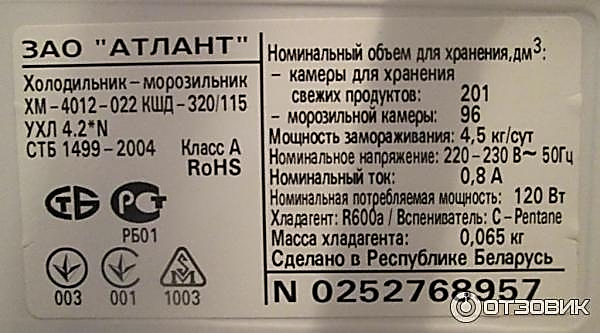 ЗАО "АТЛАНТ"
Холодильник – морозильник
ХМ – 4012 – 022 КШД – 320/115
УХЛ 4.2*N
СТБ 1499 – 2004 Класс А
RoHS
СТБ РСТ
РБ01
003 001 1003
Номинальный объем для хранения,дм³:
– камеры для хранения
свежих продуктов: 201
– морозильной камеры: 96
Мощность замораживания: 4,5 кг/сут
Номинальное напряжение: 220 – 230 В~ 50Гц
Номинальный ток: 0,8 А
Номинальная потребляемая мощность: 120 Вт
Хладагент: R600a / Вспениватель: C – Pentane
Масса хладагента: 0,065 кг
Сделано в Республике Беларусь
N 0252768957
ОТЗОВИК